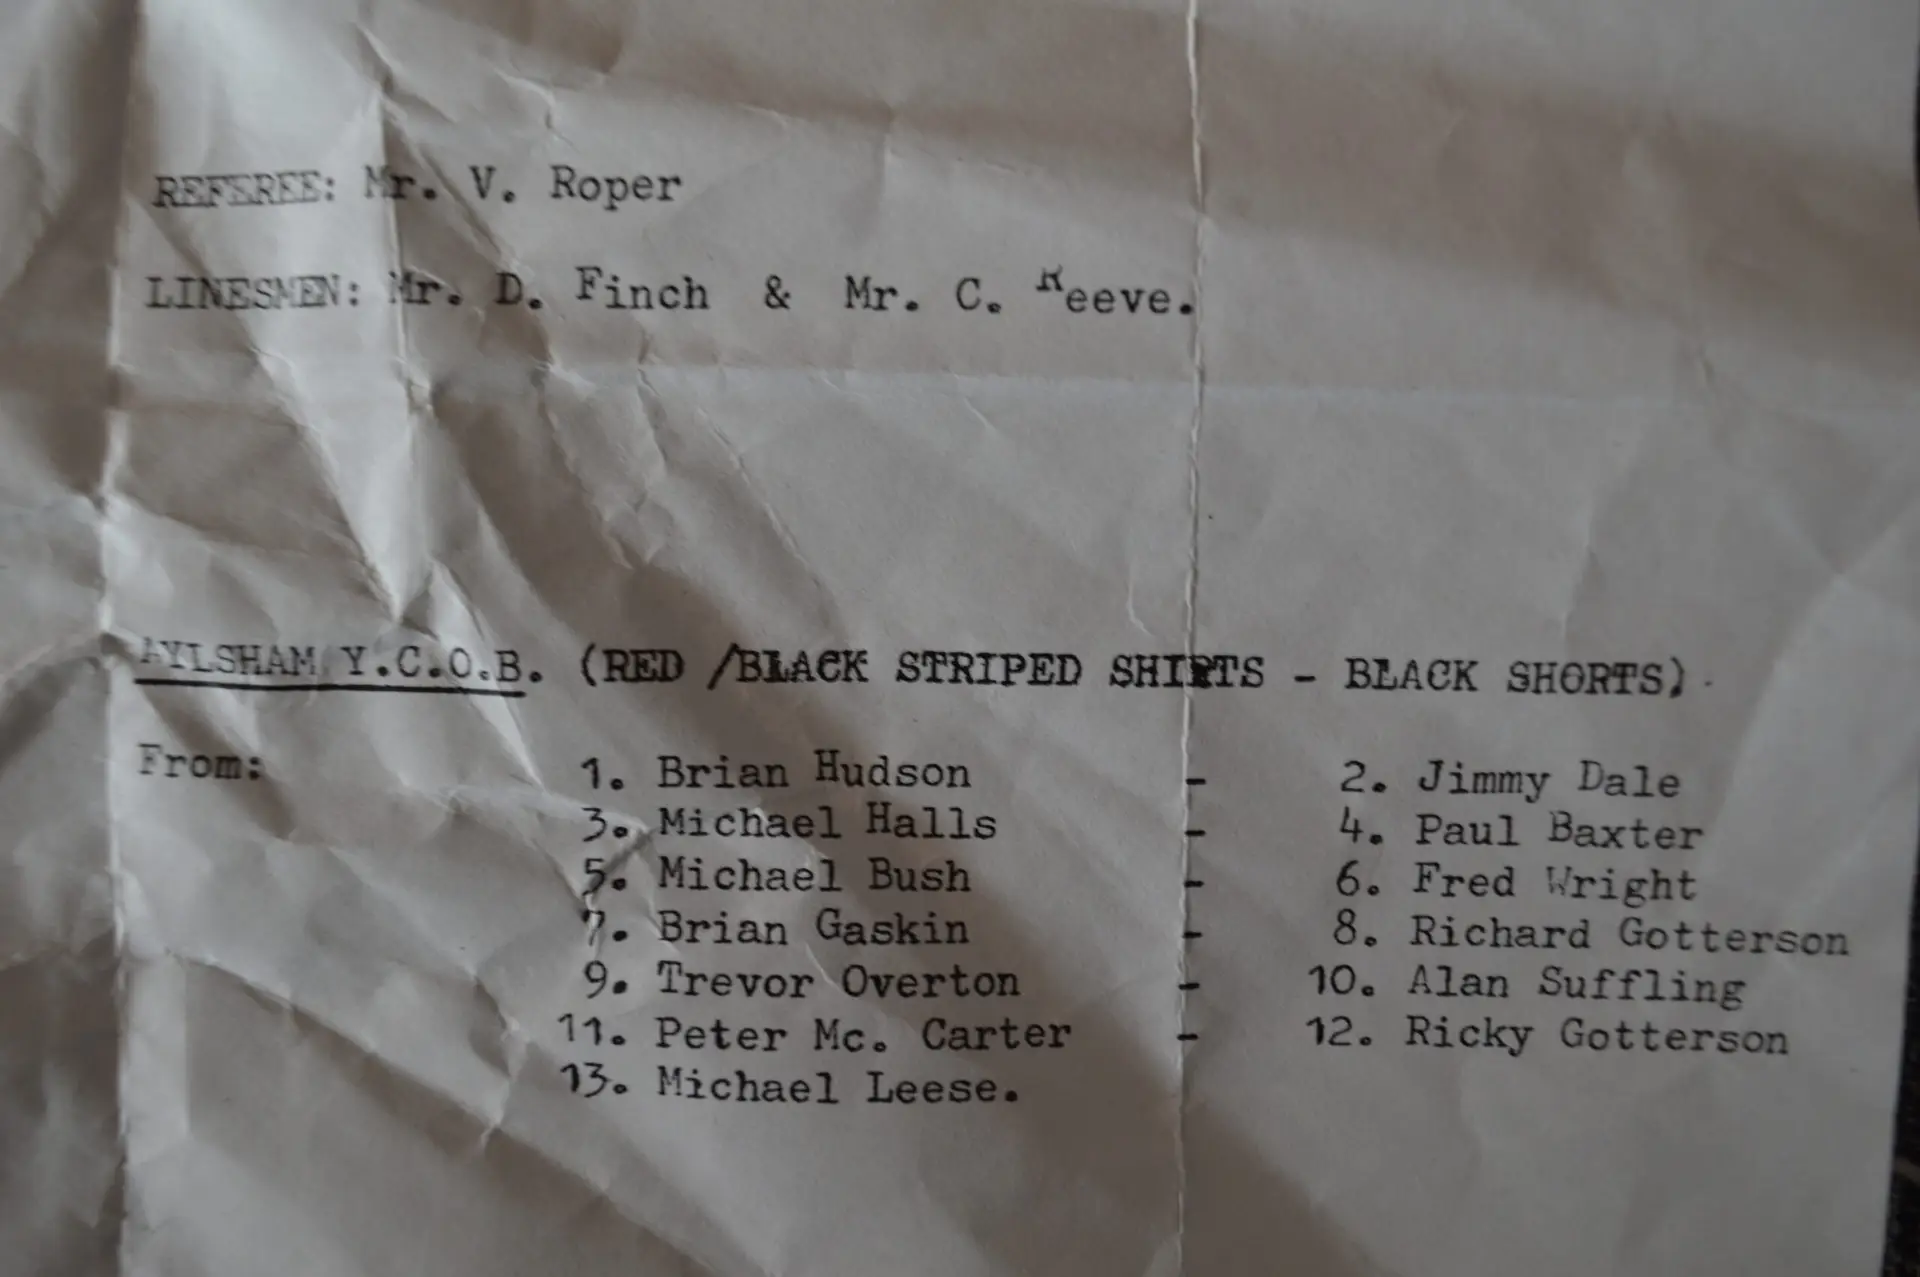 REFEREE: Mr. V. Roper
LINESMEN: Mr. D. Finch & Mr. C. Reeve.
AYLSHAM Y.C.O.B. (RED /BLACK STRIPED SHIRTS - BLACK SHORTS)
From: 1. Brian Hudson - 2. Jimmy Dale
3. Michael Halls - 4. Paul Baxter
5. Michael Bush - 6. Fred Wright
7. Brian Gaskin - 8. Richard Gotterson
9. Trevor Overton - 10. Alan Suffling
11. Peter Mc. Carter - 12. Ricky Gotterson
13. Michael Leese.